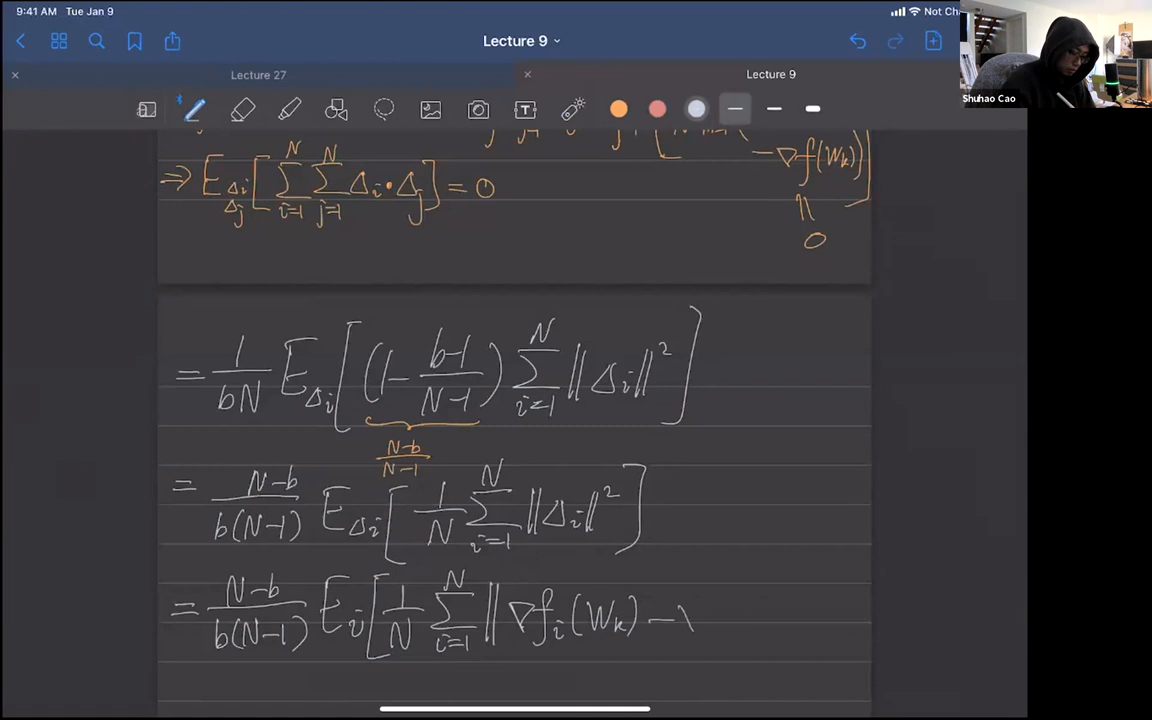 9:41 AM Tue Jan 9
Not Ch
Lecture 9
Lecture 27
Lecture 9
Shuhao Cao
-∇f(W_k))]
=> E_{Δi Δj}[ Σ_{i=1}^{N} Σ_{j=1}^{N} Δi · Δj ] = 0
||
0
= 1/(bN) E_{Δi}[ (1 - (b-1)/(N-1)) Σ_{i=1}^{N} ||Δi||² ]
(N-b)/(N-1)
= (N-b)/(b(N-1)) E_{Δi}[ 1/N Σ_{i=1}^{N} ||Δi||² ]
= (N-b)/(b(N-1)) E_i[ 1/N Σ_{i=1}^{N} || ∇f_i(W_k) -